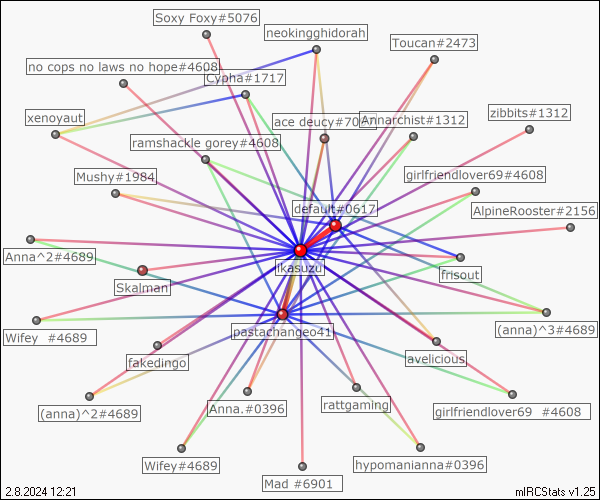 Soxy Foxy#5076
neokingghidorah
Toucan#2473
no cops no laws no hope#4608
Cypha#1717
xenoyaut
ace deucy#70
Annarchist#1312
zibbits#1312
ramshackle gorey#4608
Mushy#1984
girlfriendlover69#4608
default#0617
AlpineRooster#2156
Anna^2#4689
jkasuzu
frisout
Skalman
Wifey  #4689
pastachangeo41
(anna)^3#4689
fakedingo
avelicious
(anna)^2#4689
Anna.#0396
rattgaming
girlfriendlover69  #4608
Wifey#4689
hypomanianna#0396
Mad #6901
2.8.2024 12:21
mIRCStats v1.25